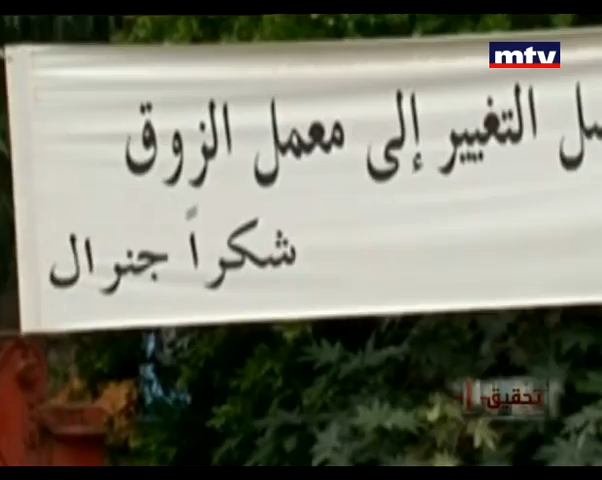 mtv
التغيير إلى معمل الزوق
شكراً جنرال
تحقيق